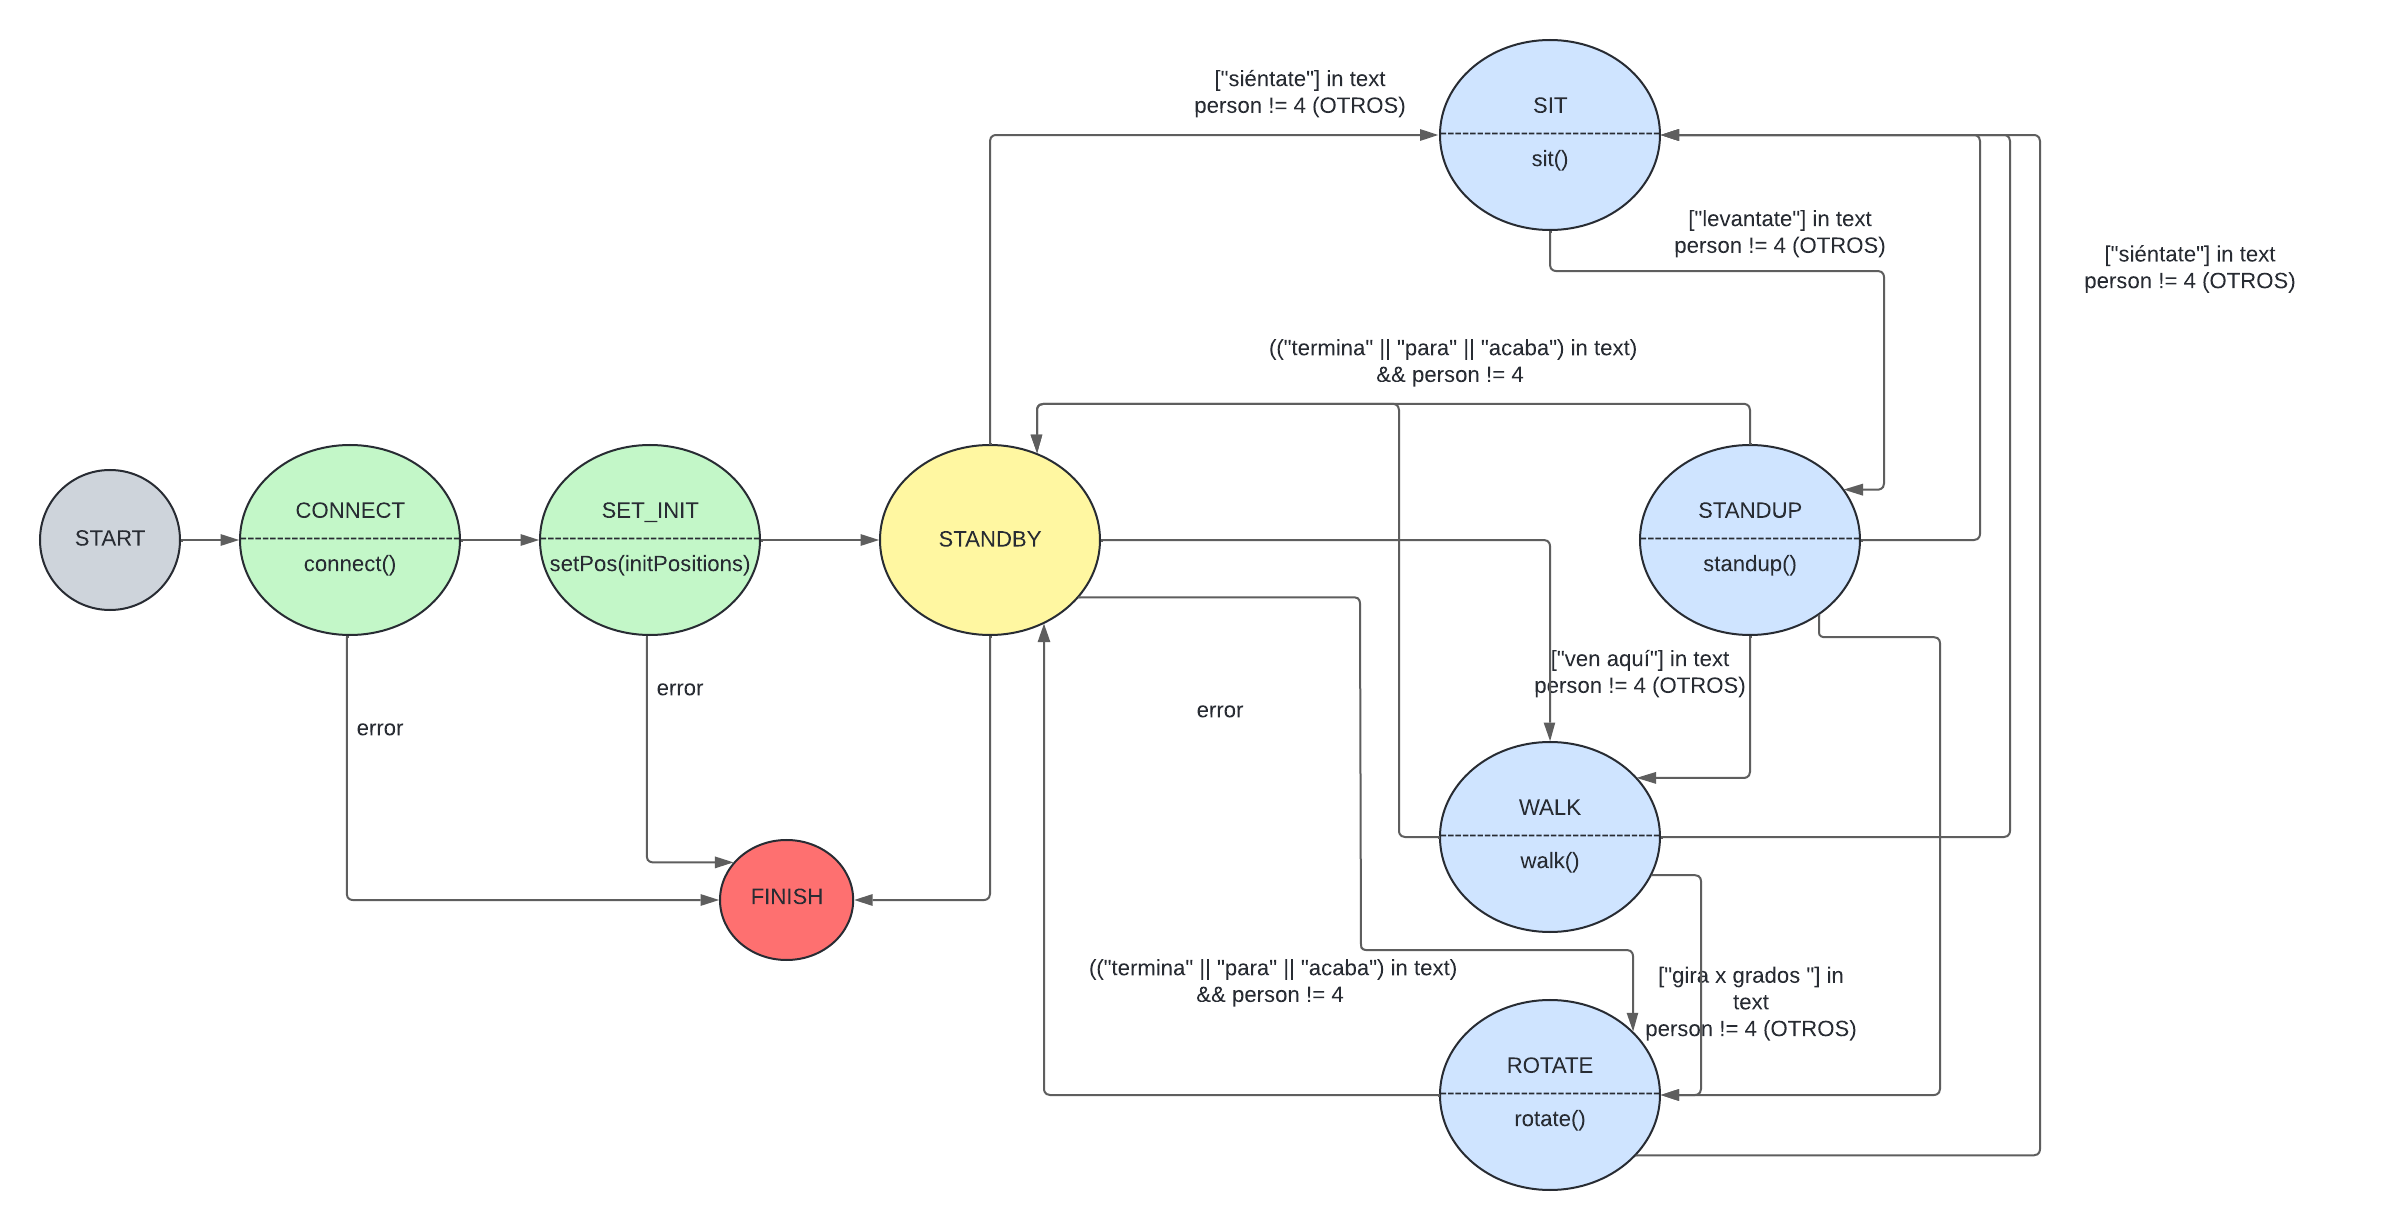 ["siéntate"] in text
person != 4 (OTROS)
SIT
sit()
["levantate"] in text
person != 4 (OTROS)
["siéntate"] in text
person != 4 (OTROS)
(("termina" || "para" || "acaba") in text)
&& person != 4
START
CONNECT
connect()
SET_INIT
setPos(initPositions)
STANDBY
STANDUP
standup()
error
error
error
["ven aquí"] in text
person != 4 (OTROS)
WALK
walk()
FINISH
(("termina" || "para" || "acaba") in text)
&& person != 4
["gira x grados "] in
text
person != 4 (OTROS)
ROTATE
rotate()